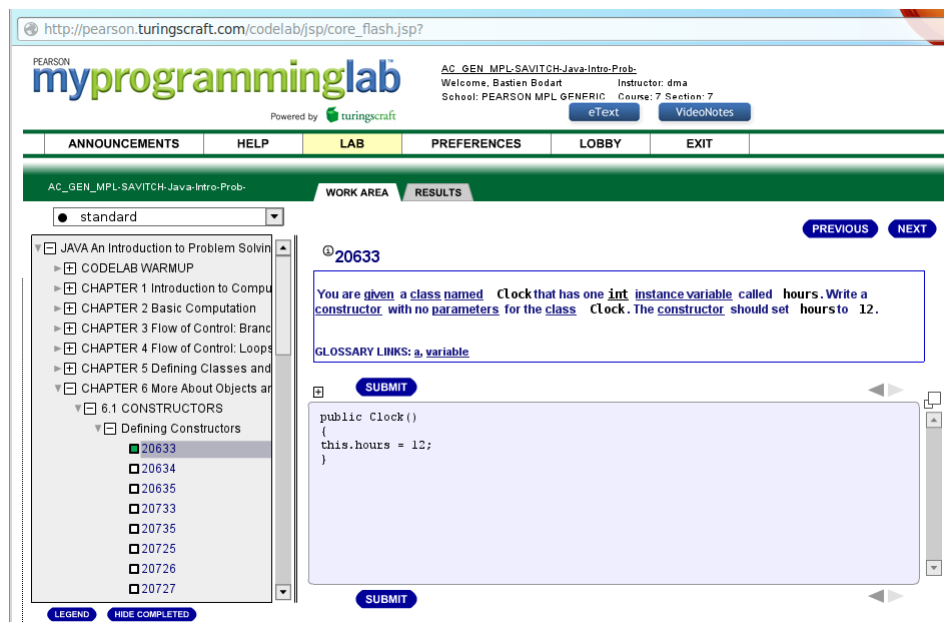 http://pearson.turingscraft.com/codelab/jsp/core_flash.jsp?
PEARSON
myprogramminglab
Powered by turingscraft
AC_GEN_MPL-SAVITCH-Java-Intro-Prob-
Welcome, Bastien Bodart Instructor: dma
School: PEARSON MPL GENERIC Course: 7 Section: 7
eText VideoNotes
ANNOUNCEMENTS HELP LAB PREFERENCES LOBBY EXIT
AC_GEN_MPL-SAVITCH-Java-Intro-Prob-
WORK AREA RESULTS
standard
PREVIOUS NEXT
JAVA An Introduction to Problem Solvin
CODELAB WARMUP
CHAPTER 1 Introduction to Compu
CHAPTER 2 Basic Computation
CHAPTER 3 Flow of Control: Branc
CHAPTER 4 Flow of Control: Loops
CHAPTER 5 Defining Classes and
CHAPTER 6 More About Objects ar
6.1 CONSTRUCTORS
Defining Constructors
20633
20634
20635
20733
20735
20725
20726
20727
LEGEND HIDE COMPLETED
20633
You are given a class named Clock that has one int instance variable called hours. Write a
constructor with no parameters for the class Clock. The constructor should set hours to 12.
GLOSSARY LINKS: a, variable
SUBMIT
public Clock()
{
this.hours = 12;
}
SUBMIT